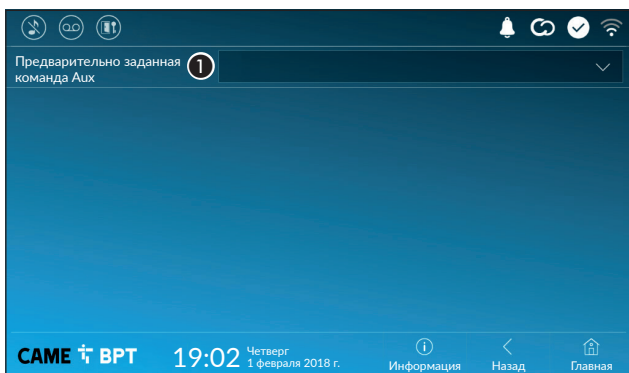 Предварительно заданная
команда Aux
1
CAME BPT
19:02
Четверг
1 февраля 2018 г.
Информация
Назад
Главная